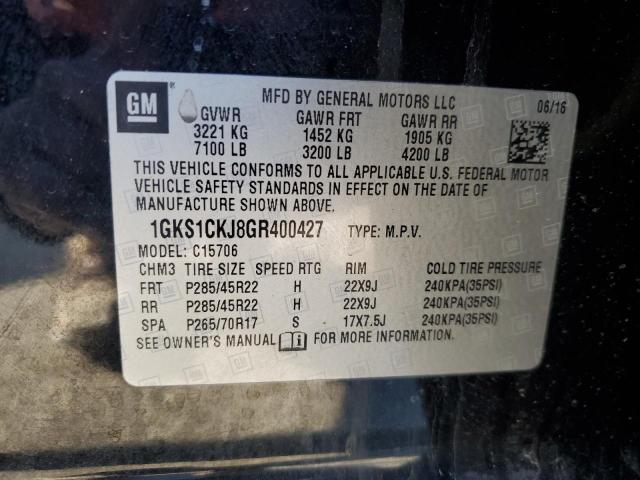 GM
MFD BY GENERAL MOTORS LLC 06/16
GVWR GAWR FRT GAWR RR
3221 KG 1452 KG 1905 KG
7100 LB 3200 LB 4200 LB
THIS VEHICLE CONFORMS TO ALL APPLICABLE U.S. FEDERAL MOTOR
VEHICLE SAFETY STANDARDS IN EFFECT ON THE DATE OF
MANUFACTURE SHOWN ABOVE.
1GKS1CKJ8GR400427 TYPE: M.P.V.
MODEL: C15706
CHM3 TIRE SIZE SPEED RTG RIM COLD TIRE PRESSURE
FRT P285/45R22 H 22X9J 240KPA(35PSI)
RR P285/45R22 H 22X9J 240KPA(35PSI)
SPA P265/70R17 S 17X7.5J 240KPA(35PSI)
SEE OWNER'S MANUAL i FOR MORE INFORMATION.